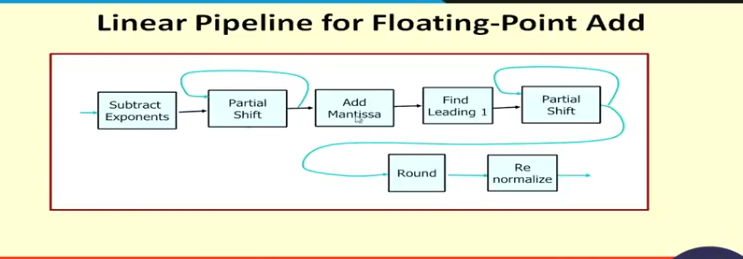 Linear Pipeline for Floating-Point Add
Subtract
Exponents
Partial
Shift
Add
Mantissa
Find
Leading 1
Partial
Shift
Round
Re
normalize